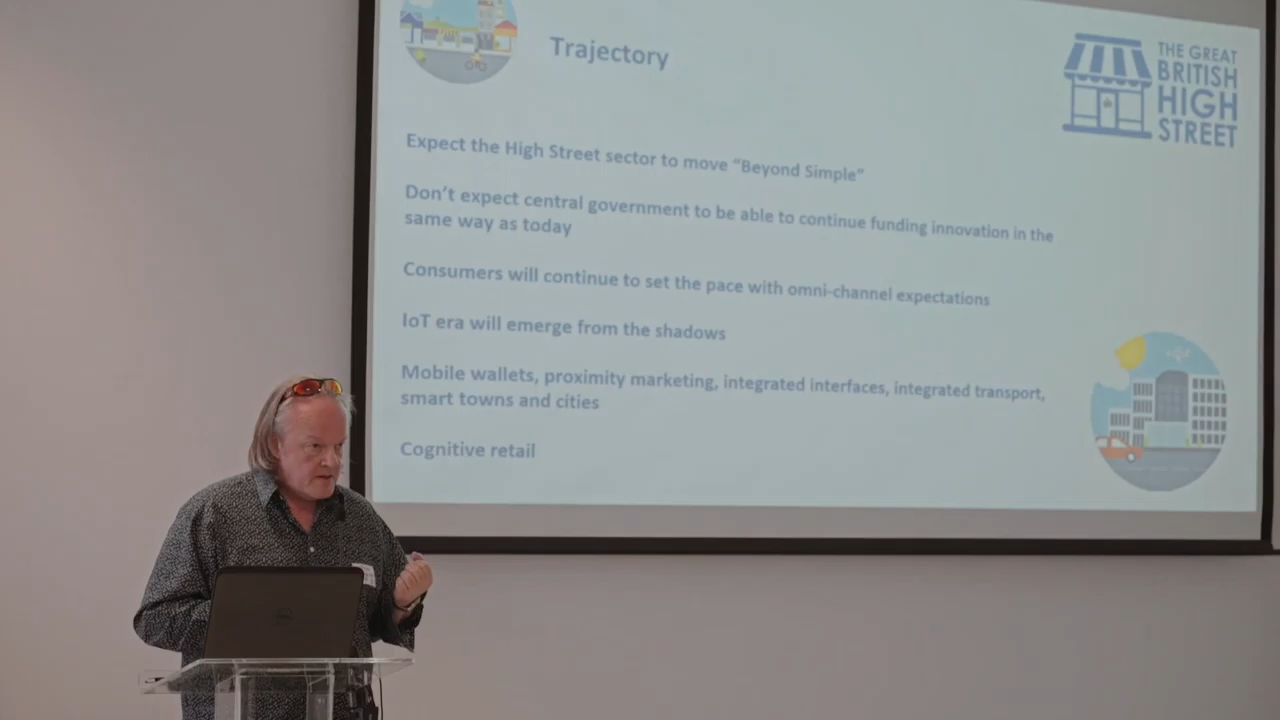 Trajectory
THE GREAT
BRITISH
HIGH
STREET
Expect the High Street sector to move “Beyond Simple”
Don’t expect central government to be able to continue funding innovation in the
same way as today
Consumers will continue to set the pace with omni-channel expectations
IoT era will emerge from the shadows
Mobile wallets, proximity marketing, integrated interfaces, integrated transport,
smart towns and cities
Cognitive retail